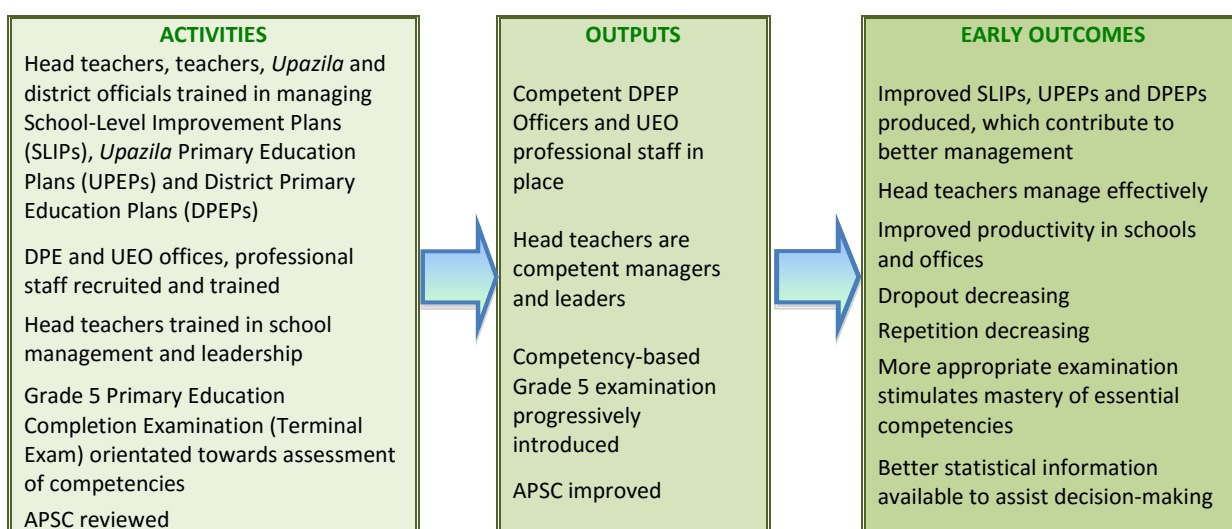 ACTIVITIES
Head teachers, teachers, Upazila and
district officials trained in managing
School-Level Improvement Plans
(SLIPs), Upazila Primary Education
Plans (UPEPs) and District Primary
Education Plans (DPEPs)
DPE and UEO offices, professional
staff recruited and trained
Head teachers trained in school
management and leadership
Grade 5 Primary Education
Completion Examination (Terminal
Exam) orientated towards assessment
of competencies
APSC reviewed
OUTPUTS
Competent DPEP
Officers and UEO
professional staff in
place
Head teachers are
competent managers
and leaders
Competency-based
Grade 5 examination
progressively
introduced
APSC improved
EARLY OUTCOMES
Improved SLIPs, UPEPs and DPEPs
produced, which contribute to
better management
Head teachers manage effectively
Improved productivity in schools
and offices
Dropout decreasing
Repetition decreasing
More appropriate examination
stimulates mastery of essential
competencies
Better statistical information
available to assist decision-making